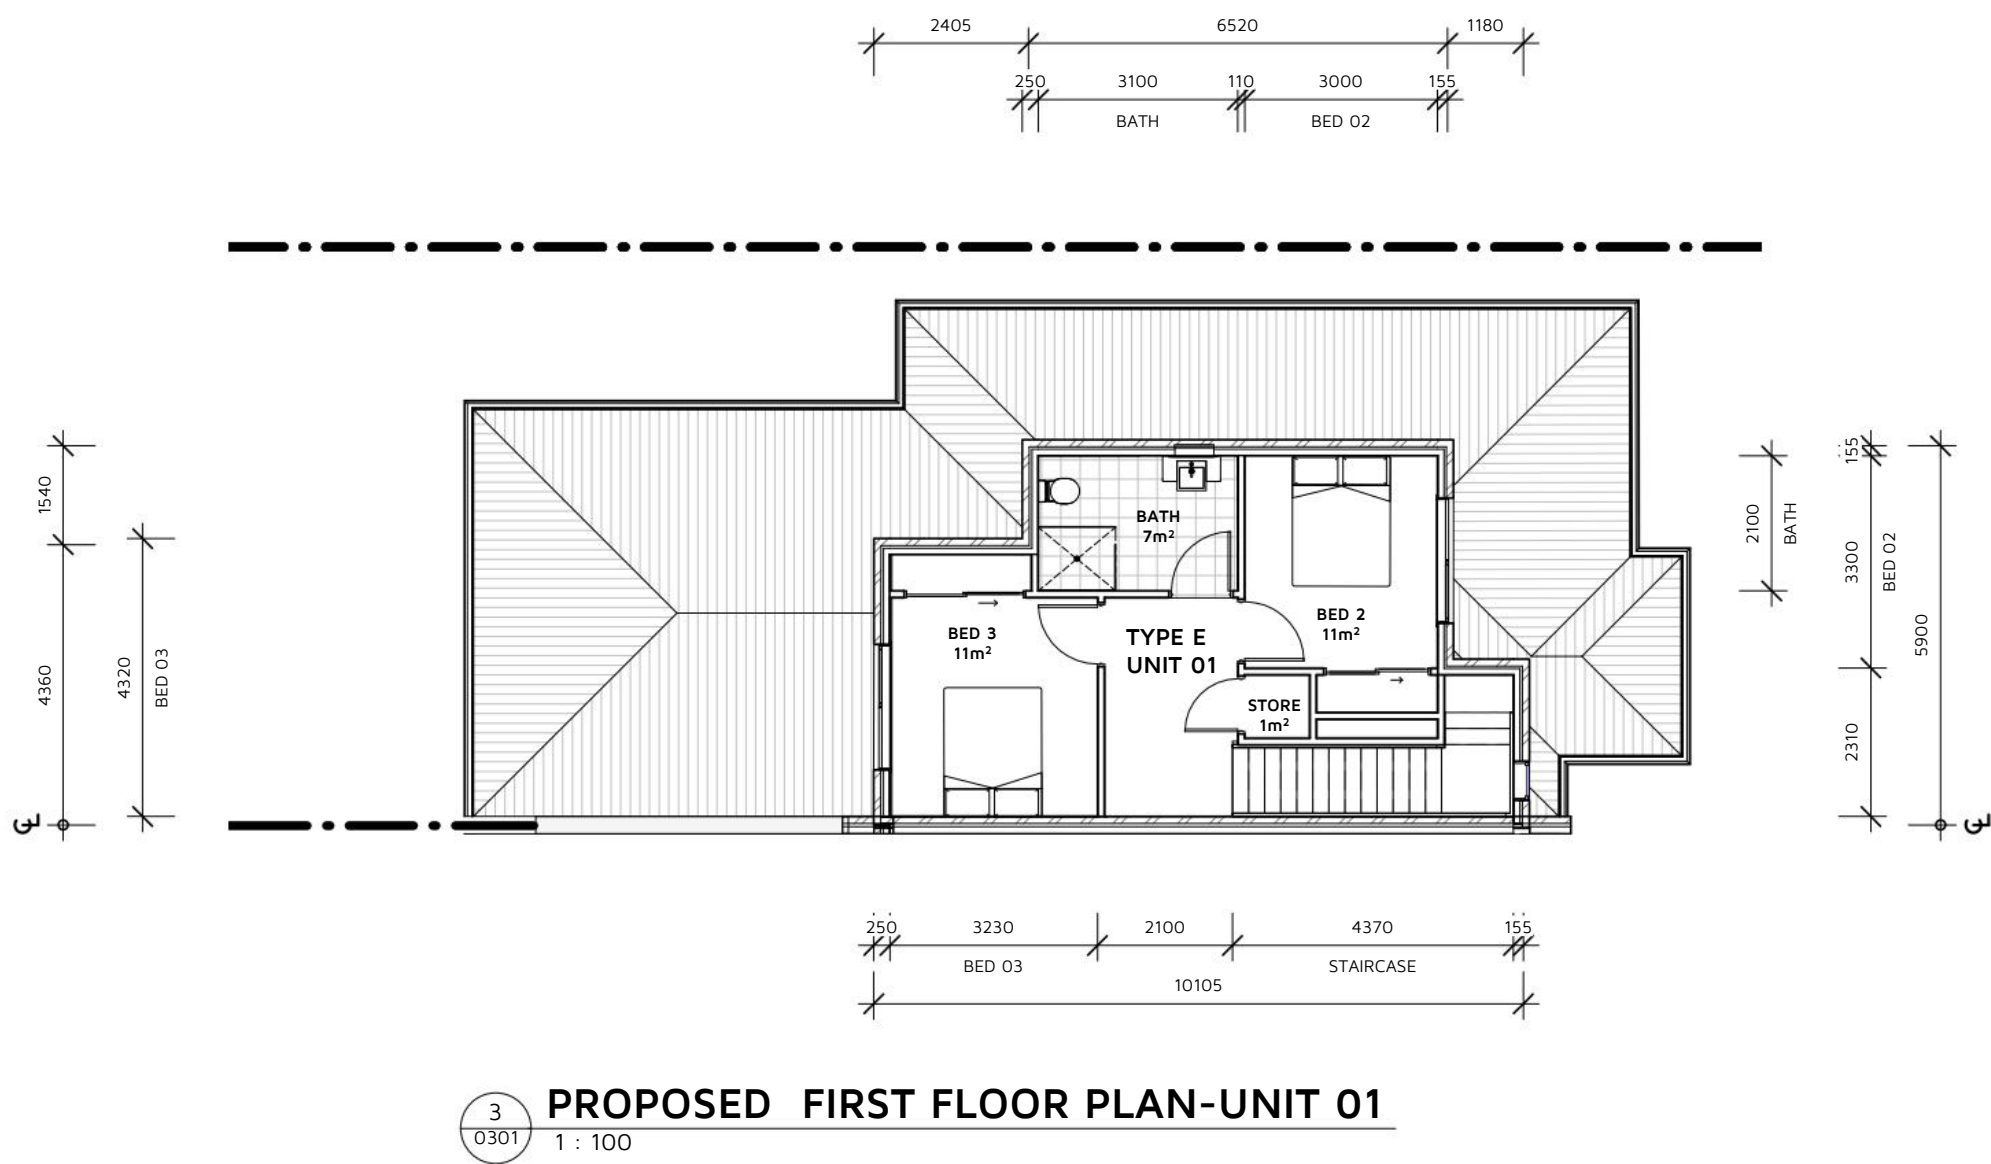 2405 6520 1180
250 3100 110 3000 155
BATH BED 02
1540
4360
4320
BED 03
BATH
7m²
BED 2
11m²
BED 3
11m²
TYPE E
UNIT 01
STORE
1m²
2100
BATH
155
3300
BED 02
2310
5900
250 3230 2100 4370 155
BED 03 STAIRCASE
10105
3
0301
PROPOSED FIRST FLOOR PLAN-UNIT 01
1 : 100